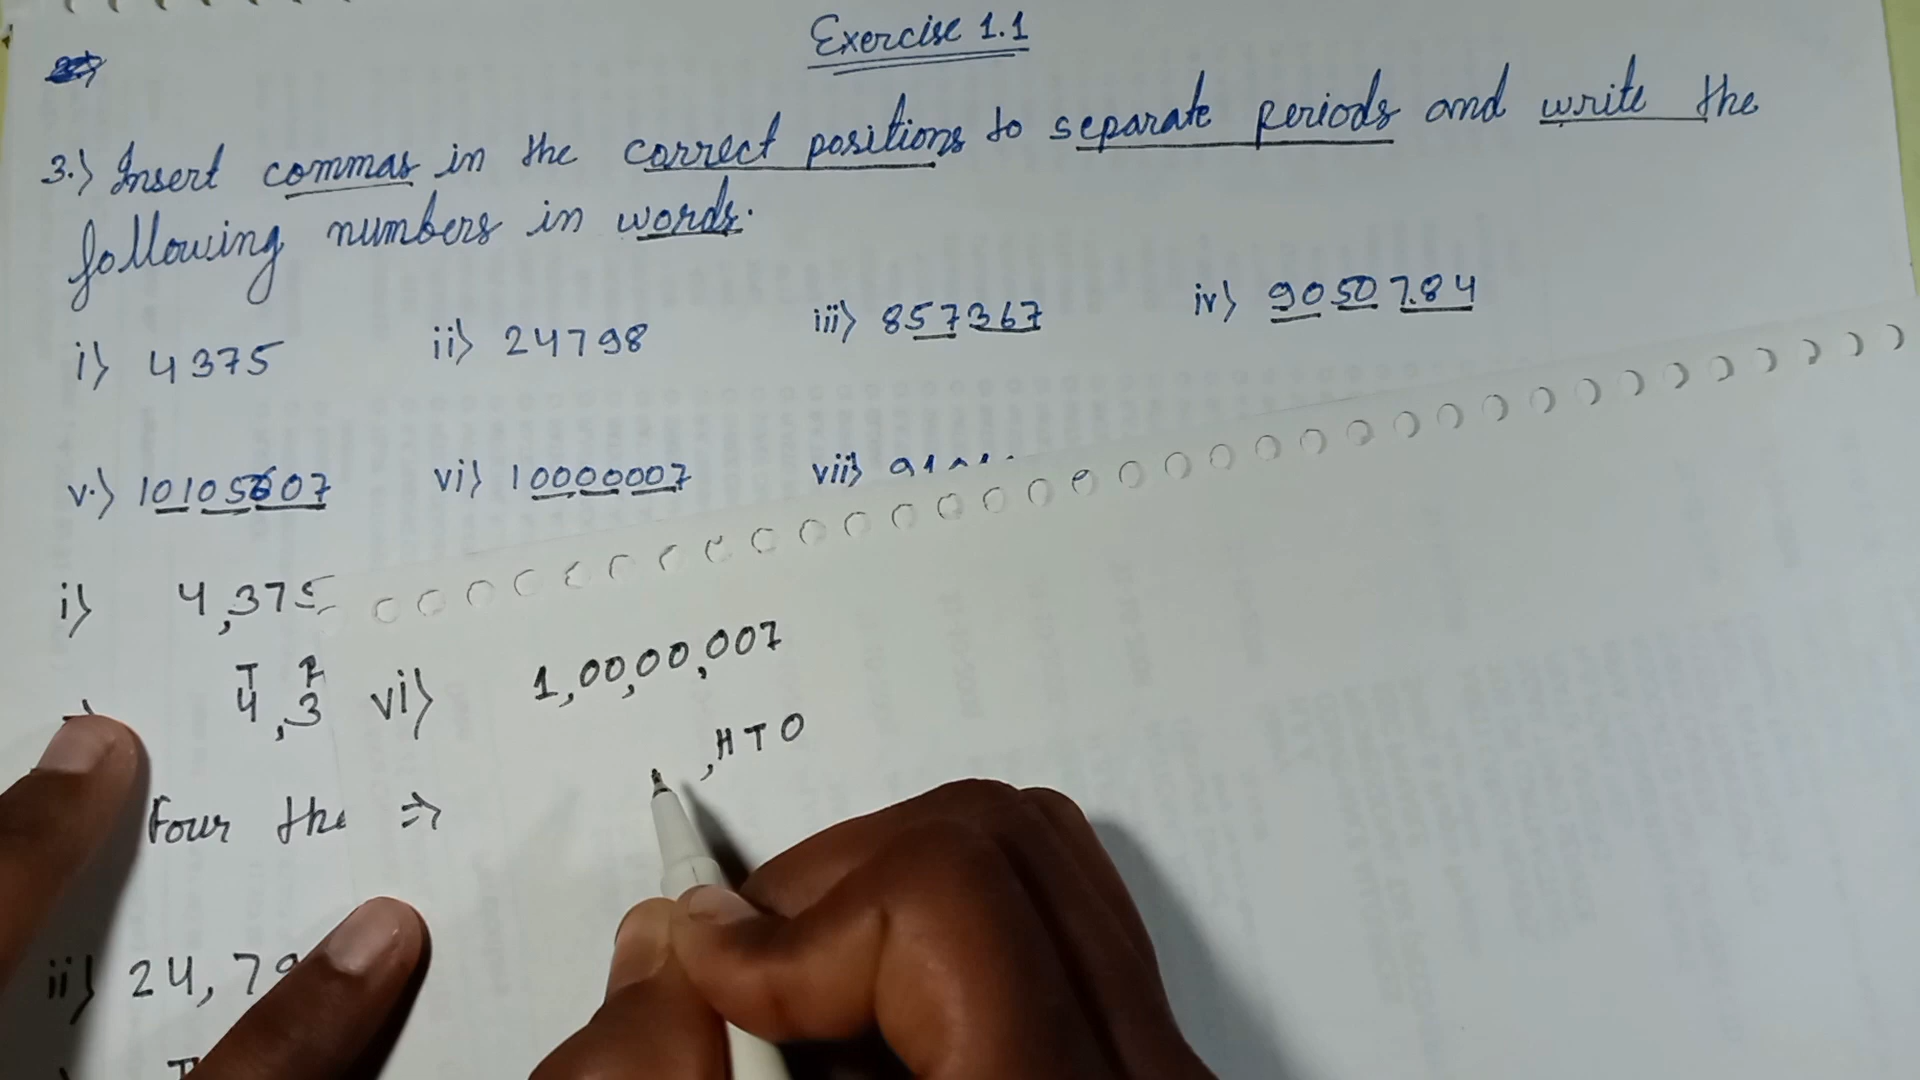 Exercise 1.1
3.) Insert commas in the correct positions to separate periods and write the
following numbers in words.
i) 4375 ii) 24798 iii) 857367 iv) 9050784
v.) 10105607 vi) 10000007 vii)
i) 4,375
vi) 1,00,00,007
T
4,3
,HTO
Four the ⇒
ii) 24,79